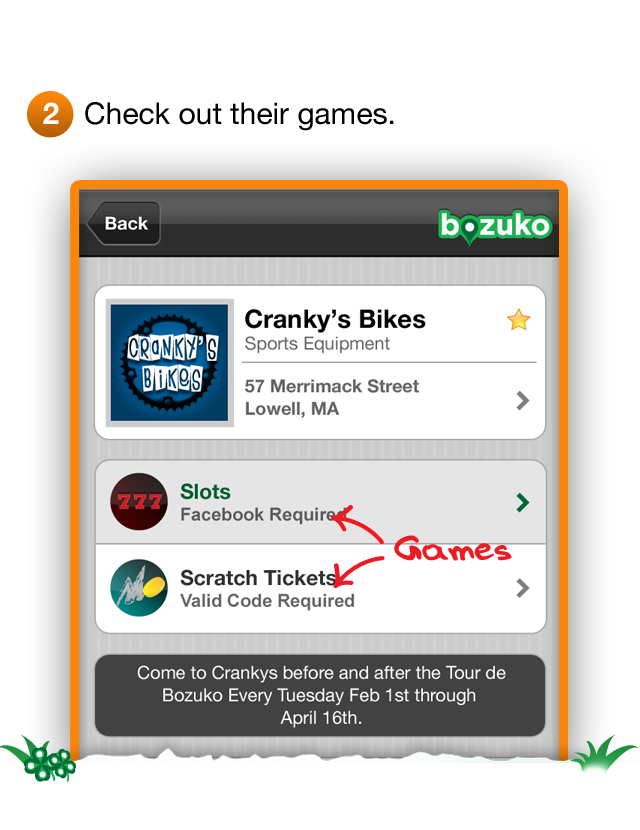 2 Check out their games.
Back
bozuko
CRANKY'S
BIKES
Cranky's Bikes
Sports Equipment
57 Merrimack Street
Lowell, MA
777
Slots
Facebook Required
Games
Scratch Tickets
Valid Code Required
Come to Crankys before and after the Tour de
Bozuko Every Tuesday Feb 1st through
April 16th.